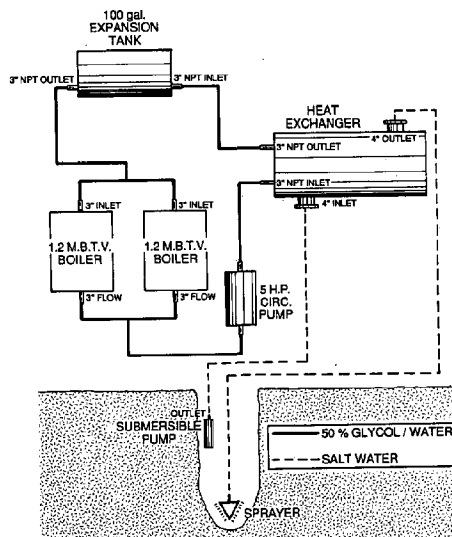 100 gal.
EXPANSION
TANK
3" NPT OUTLET
3" NPT INLET
HEAT
EXCHANGER
4" OUTLET
3" NPT OUTLET
3" NPT INLET
4" INLET
3" INLET
3" INLET
1.2 M.B.T.V.
BOILER
1.2 M.B.T.V.
BOILER
3" FLOW
3" FLOW
5 H.P.
CIRC.
PUMP
OUTLET
SUBMERSIBLE
PUMP
50 % GLYCOL / WATER
SALT WATER
SPRAYER